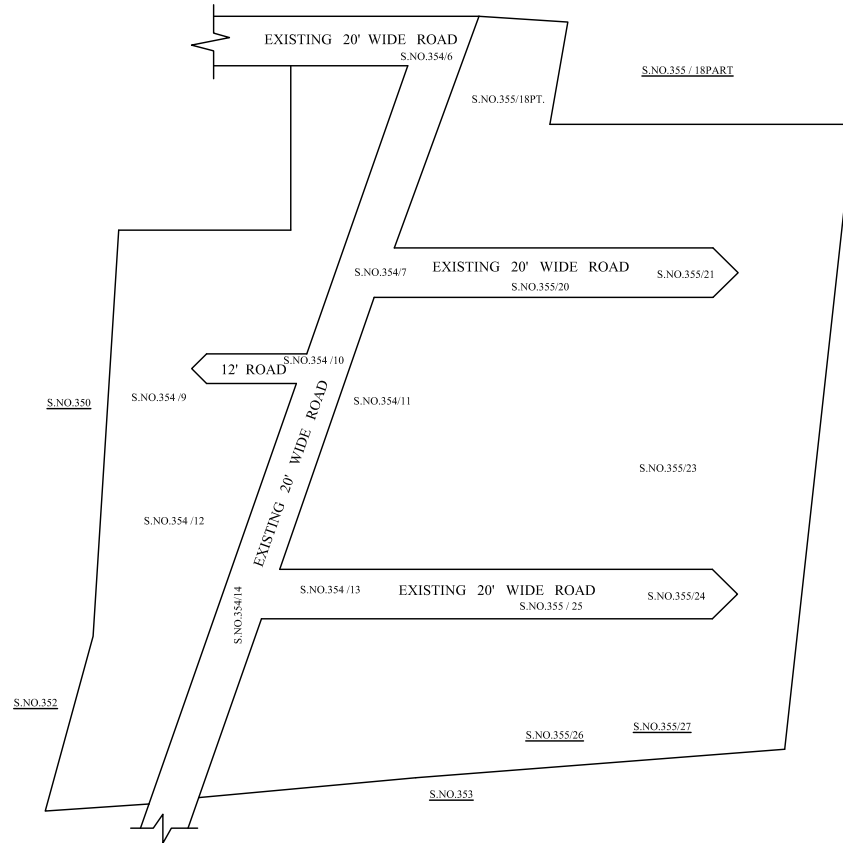 EXISTING 20' WIDE ROAD
S.NO.354/6
S.NO.355 / 18PART
S.NO.355/18PT.
S.NO.354/7
EXISTING 20' WIDE ROAD
S.NO.355/21
S.NO.355/20
S.NO.354 /10
12' ROAD
S.NO.350
S.NO.354 /9
S.NO.354/11
EXISTING 20' WIDE ROAD
S.NO.355/23
S.NO.354 /12
S.NO.354/14
S.NO.354 /13
EXISTING 20' WIDE ROAD
S.NO.355/24
S.NO.355 / 25
S.NO.352
S.NO.355/26
S.NO.355/27
S.NO.353